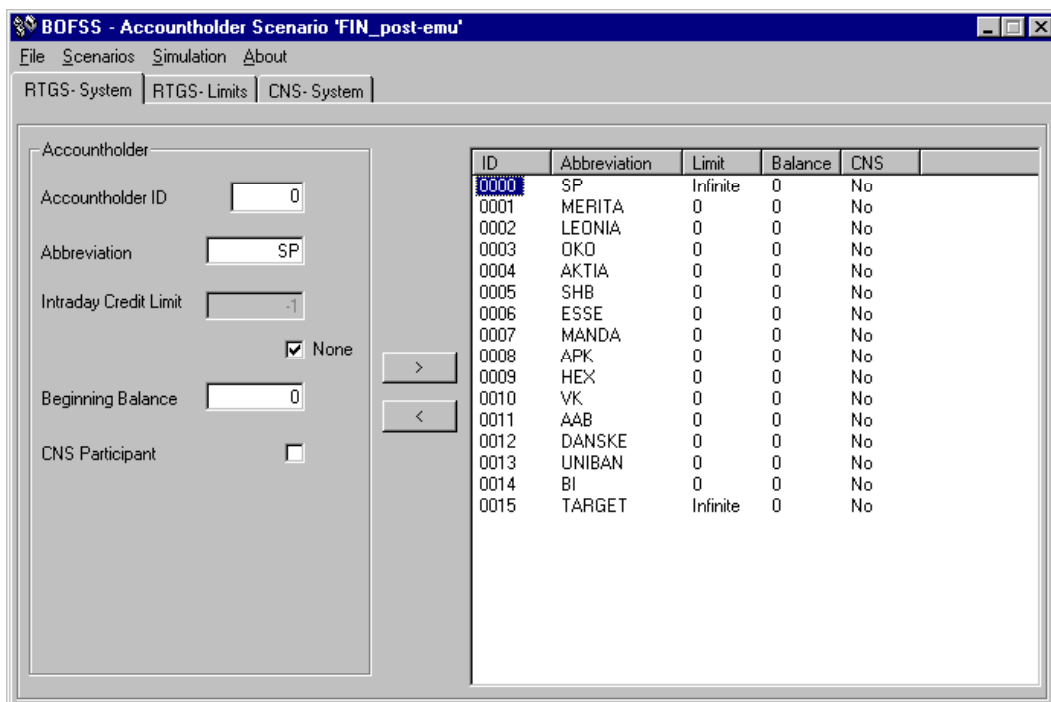 BOFSS - Accountholder Scenario 'FIN_post-emu'
File Scenarios Simulation About
RTGS- System RTGS- Limits CNS- System
Accountholder
Accountholder ID 0
Abbreviation SP
Intraday Credit Limit -1
None
Beginning Balance 0
CNS Participant
>
<
ID Abbreviation Limit Balance CNS
0000 SP Infinite 0 No
0001 MERITA 0 0 No
0002 LEONIA 0 0 No
0003 OKO 0 0 No
0004 AKTIA 0 0 No
0005 SHB 0 0 No
0006 ESSE 0 0 No
0007 MANDA 0 0 No
0008 APK 0 0 No
0009 HEX 0 0 No
0010 VK 0 0 No
0011 AAB 0 0 No
0012 DANSKE 0 0 No
0013 UNIBAN 0 0 No
0014 BI 0 0 No
0015 TARGET Infinite 0 No